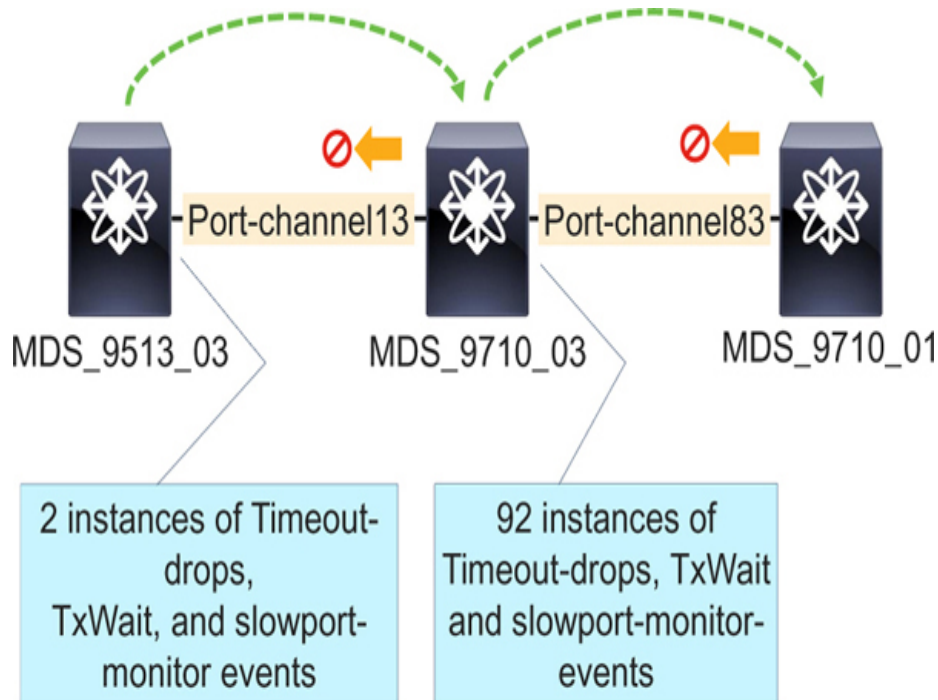 Port-channel13
Port-channel83
MDS_9513_03
MDS_9710_03
MDS_9710_01
2 instances of Timeout-
drops,
TxWait, and slowport-
monitor events
92 instances of
Timeout-drops, TxWait
and slowport-monitor-
events